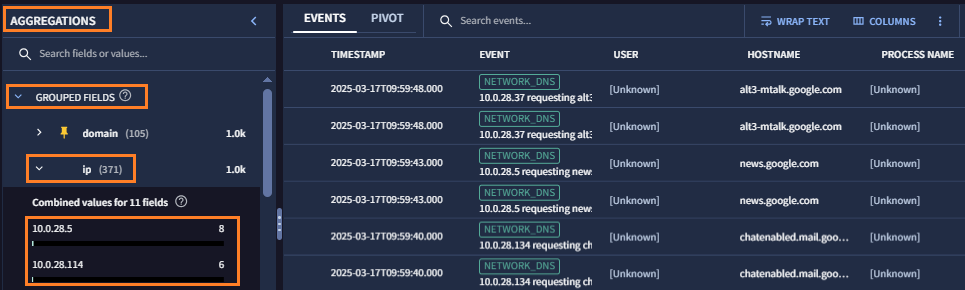 AGGREGATIONS
Search fields or values...
GROUPED FIELDS
domain (105) 1.0k
ip (371) 1.0k
Combined values for 11 fields
10.0.28.5 8
10.0.28.114 6
EVENTS PIVOT Search events... WRAP TEXT COLUMNS
TIMESTAMP EVENT USER HOSTNAME PROCESS NAME
NETWORK_DNS
2025-03-17T09:59:48.000 10.0.28.37 requesting alt3 [Unknown] alt3-mtalk.google.com [Unknown]
NETWORK_DNS
2025-03-17T09:59:48.000 10.0.28.37 requesting alt3 [Unknown] alt3-mtalk.google.com [Unknown]
NETWORK_DNS
2025-03-17T09:59:43.000 10.0.28.5 requesting news [Unknown] news.google.com [Unknown]
NETWORK_DNS
2025-03-17T09:59:43.000 10.0.28.5 requesting news [Unknown] news.google.com [Unknown]
NETWORK_DNS
2025-03-17T09:59:40.000 10.0.28.134 requesting ch [Unknown] chatenabled.mail.goo... [Unknown]
NETWORK_DNS
2025-03-17T09:59:40.000 10.0.28.134 requesting ch [Unknown] chatenabled.mail.goo... [Unknown]